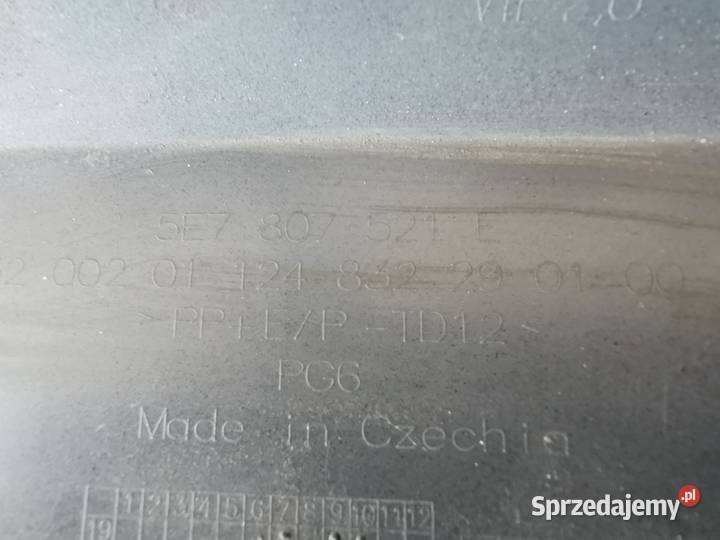 5E7 807 521 E
2 002 01 124 832 29 01 00
>PP+E/P -TD12<
PG6
Made in Czechia
1 2 3 4 5 6 7 8 9 10 11 12
19
Sprzedajemy.pl